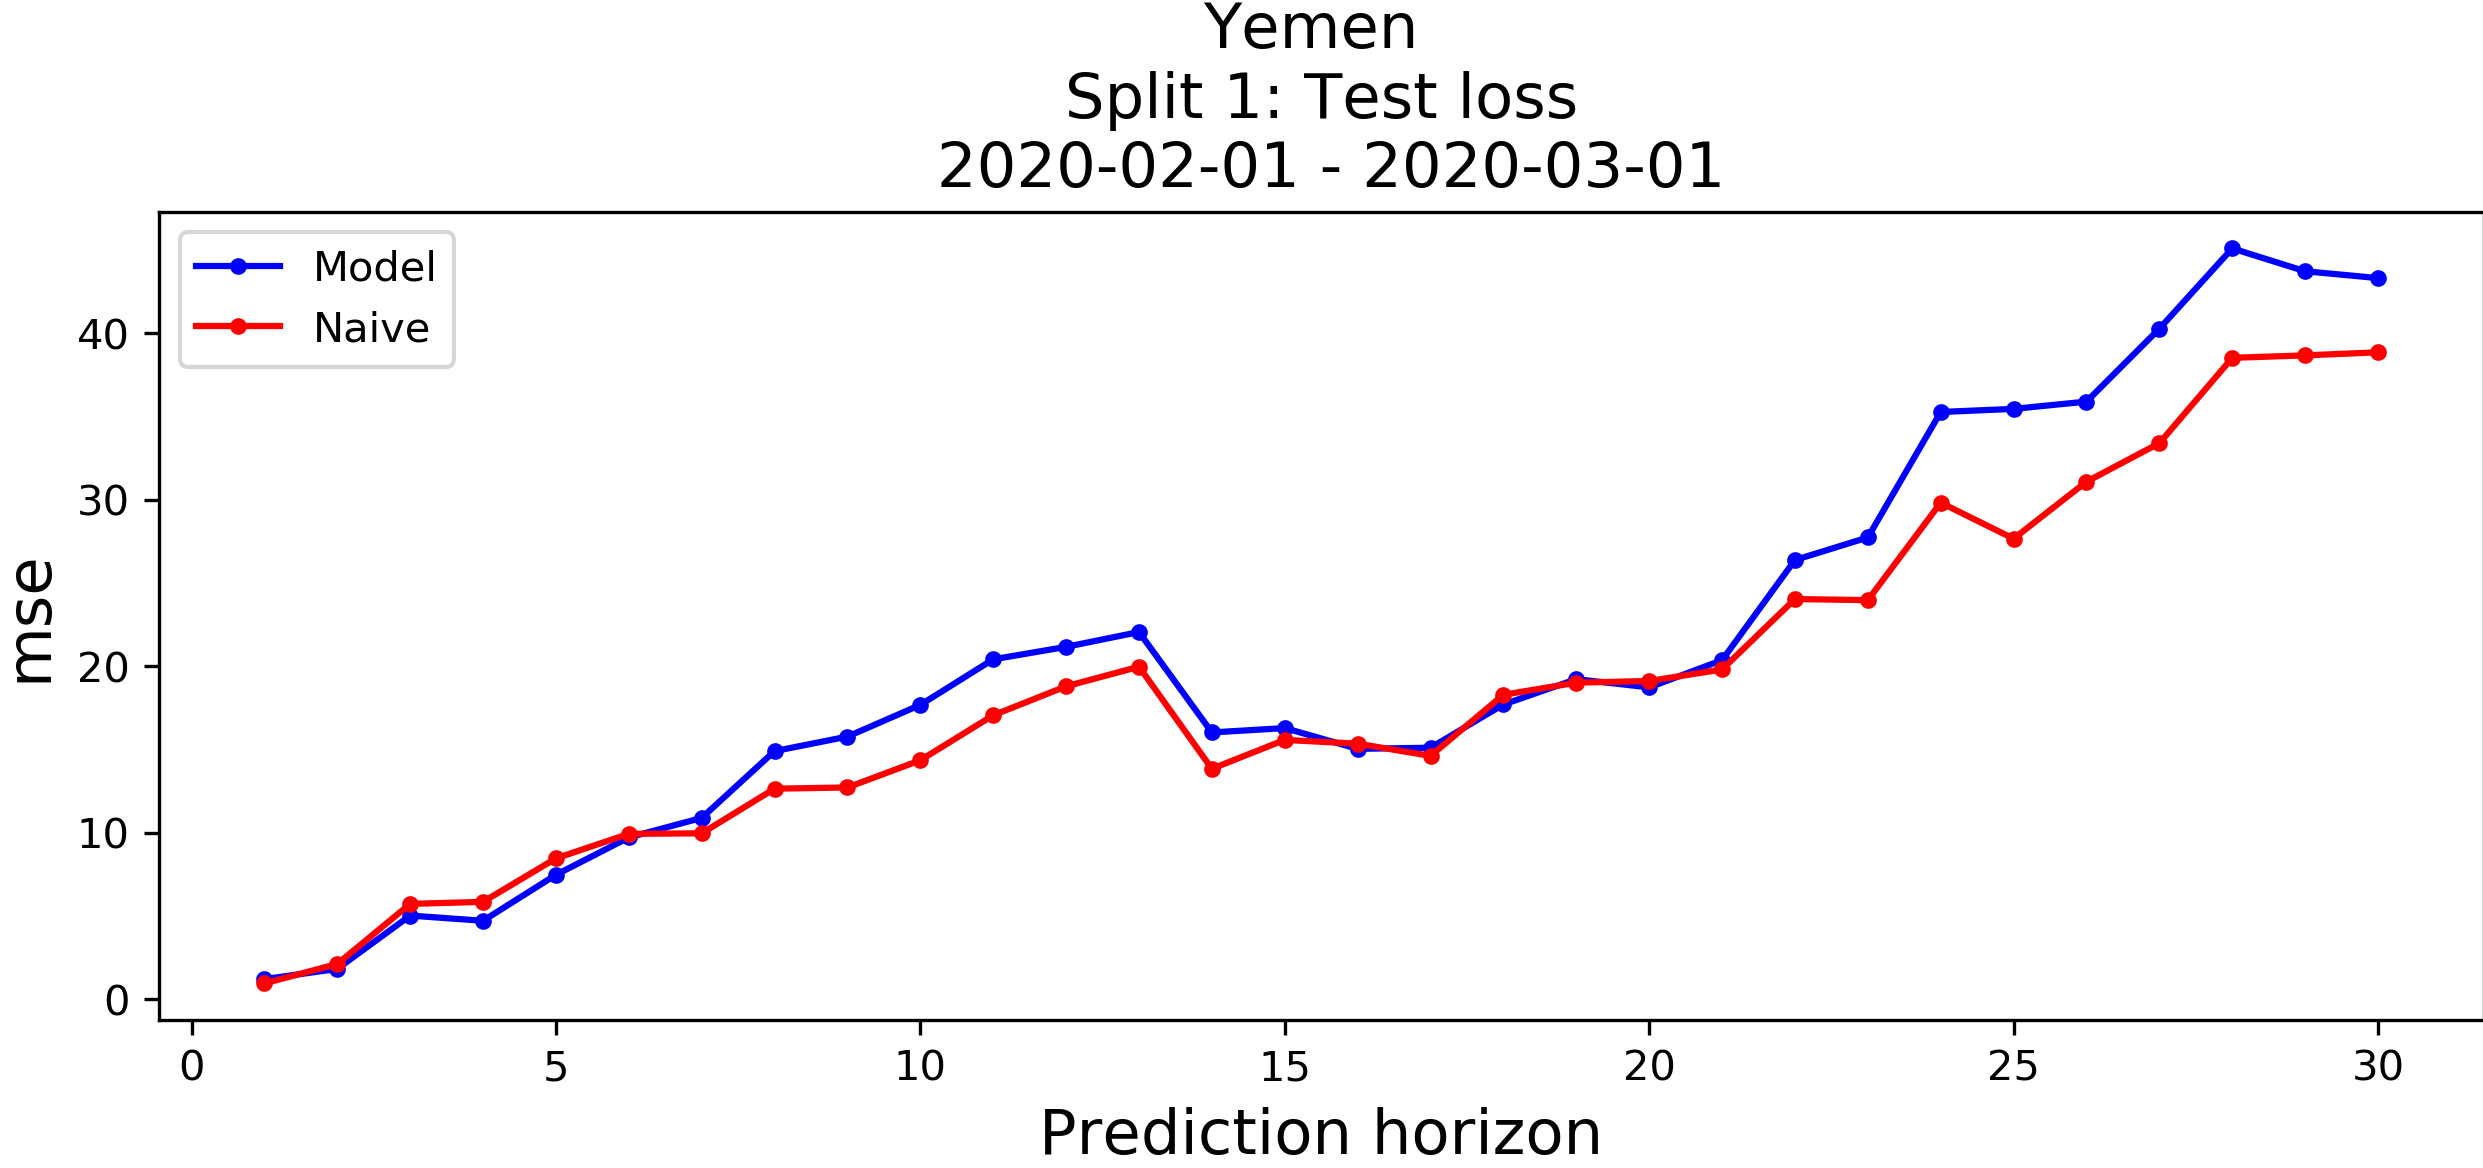 Yemen
Split 1: Test loss
2020-02-01 - 2020-03-01
Model
Naive
40
30
20
10
0
mse
0 5 10 15 20 25 30
Prediction horizon